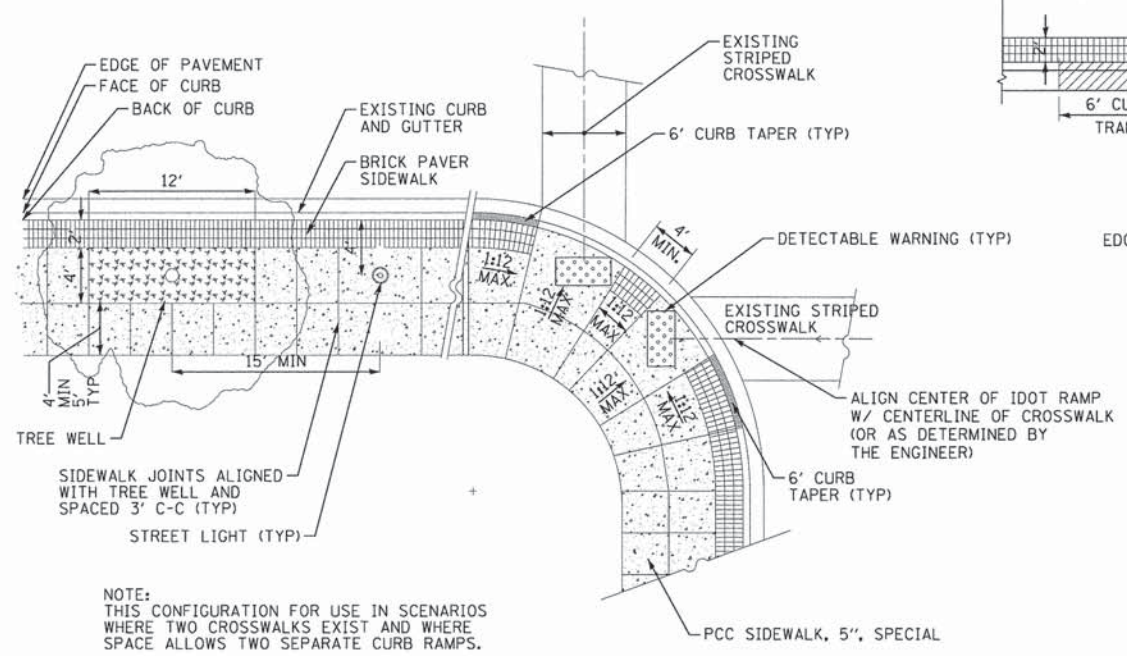 EDGE OF PAVEMENT
FACE OF CURB
BACK OF CURB
EXISTING CURB
AND GUTTER
BRICK PAVER
SIDEWALK
12'
2'
4'
4'
EXISTING
STRIPED
CROSSWALK
6' CURB TAPER (TYP)
2'
6' CU
TRA
4'
MIN.
DETECTABLE WARNING (TYP)
EDG
1:12
MAX.
1:12
MAX
1:12
MAX
EXISTING STRIPED
CROSSWALK
1:12'
MAX.
1:12
MAX.
15' MIN
4'
MIN
5'
TYP
TREE WELL
ALIGN CENTER OF IDOT RAMP
W/ CENTERLINE OF CROSSWALK
(OR AS DETERMINED BY
THE ENGINEER)
SIDEWALK JOINTS ALIGNED
WITH TREE WELL AND
SPACED 3' C-C (TYP)
6' CURB
TAPER (TYP)
STREET LIGHT (TYP)
NOTE:
THIS CONFIGURATION FOR USE IN SCENARIOS
WHERE TWO CROSSWALKS EXIST AND WHERE
SPACE ALLOWS TWO SEPARATE CURB RAMPS.
PCC SIDEWALK, 5", SPECIAL